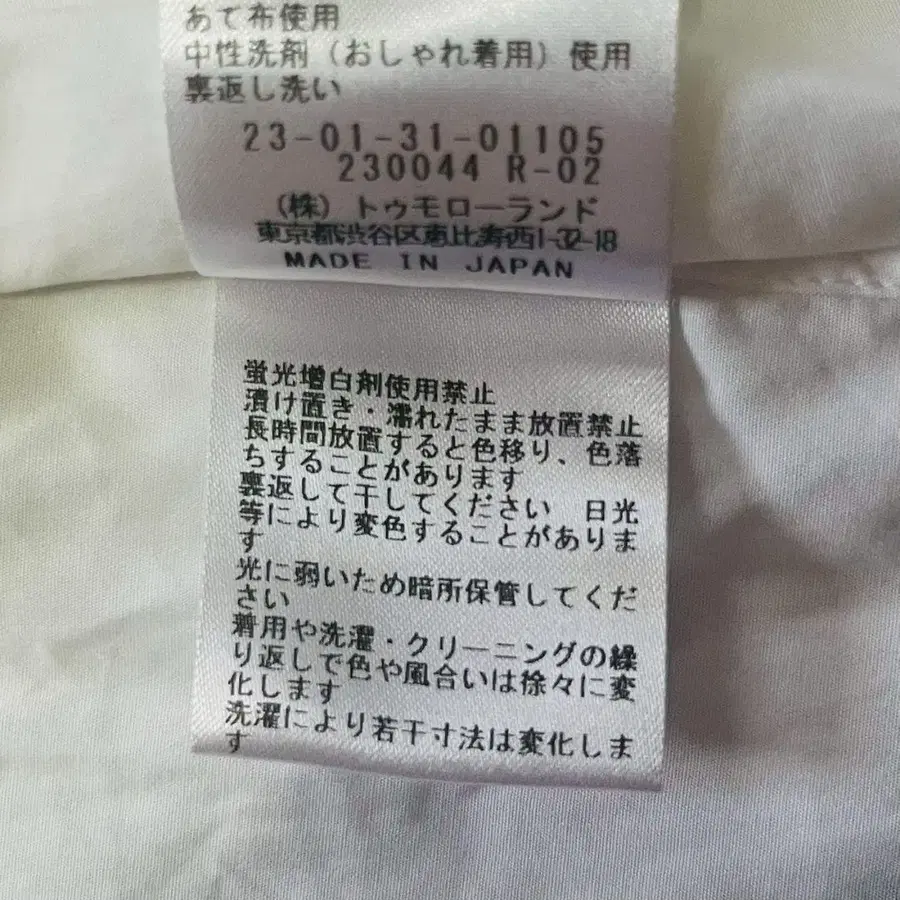 あて布使用
中性洗剤（おしゃれ着用）使用
裏返し洗い
23-01-31-01105
230044 R-02
（株）トゥモローランド
東京都渋谷区恵比寿西1-32-18
MADE IN JAPAN
蛍光増白剤使用禁止
漬け置き・濡れたまま放置禁止
長時間放置すると色移り、色落
ちすることがあります
裏返して干してください 日光
等により変色することがありま
す
光に弱いため暗所保管してくだ
さい
着用や洗濯・クリーニングの繰
り返しで色や風合いは徐々に変
化します
洗濯により若干寸法は変化しま
す